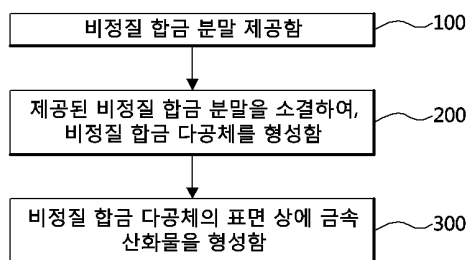 비정질 합금 분말 제공함
100
제공된 비정질 합금 분말을 소결하여,
비정질 합금 다공체를 형성함
200
비정질 합금 다공체의 표면 상에 금속
산화물을 형성함
300